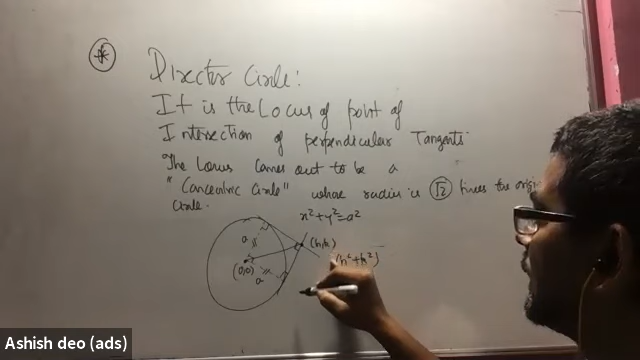 Director Circle:
It is the Locus of point of
Intersection of perpendicular Tangents
The Locus comes out to be a
"Concentric Circle" whose radius is √2 times the origi
Circle.
x²+y²=a²
a
(h,k)
(h²+k²)
(0,0)
a
Ashish deo (ads)